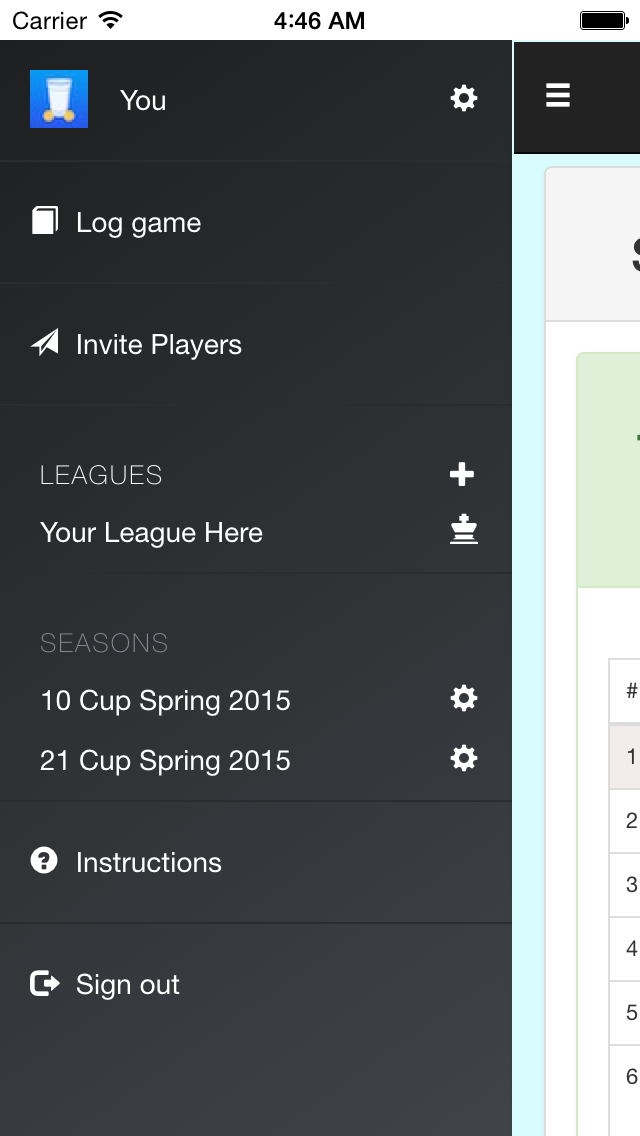 Carrier 4:46 AM
You
Log game
Invite Players
LEAGUES
Your League Here
SEASONS
10 Cup Spring 2015
21 Cup Spring 2015
Instructions
Sign out
#
1
2
3
4
5
6